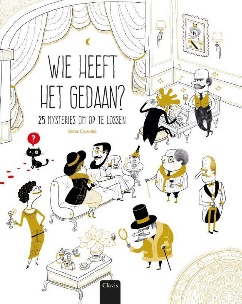 WIE HEEFT
HET GEDAAN?
25 MYSTERIES OM OP TE LOSSEN
?
Clavis